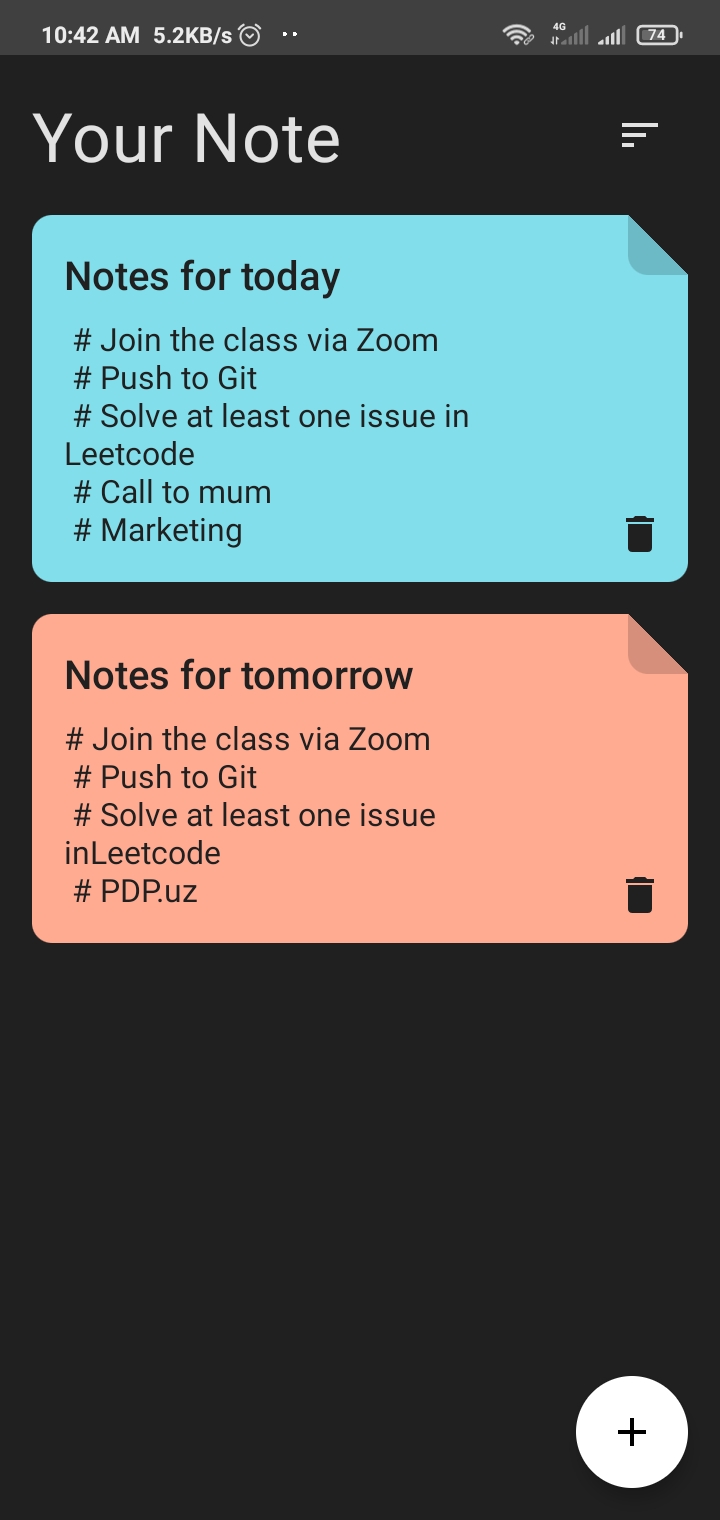 10:42 AM 5.2KB/s 4G 74
Your Note
Notes for today
# Join the class via Zoom
# Push to Git
# Solve at least one issue in
Leetcode
# Call to mum
# Marketing
Notes for tomorrow
# Join the class via Zoom
# Push to Git
# Solve at least one issue
inLeetcode
# PDP.uz